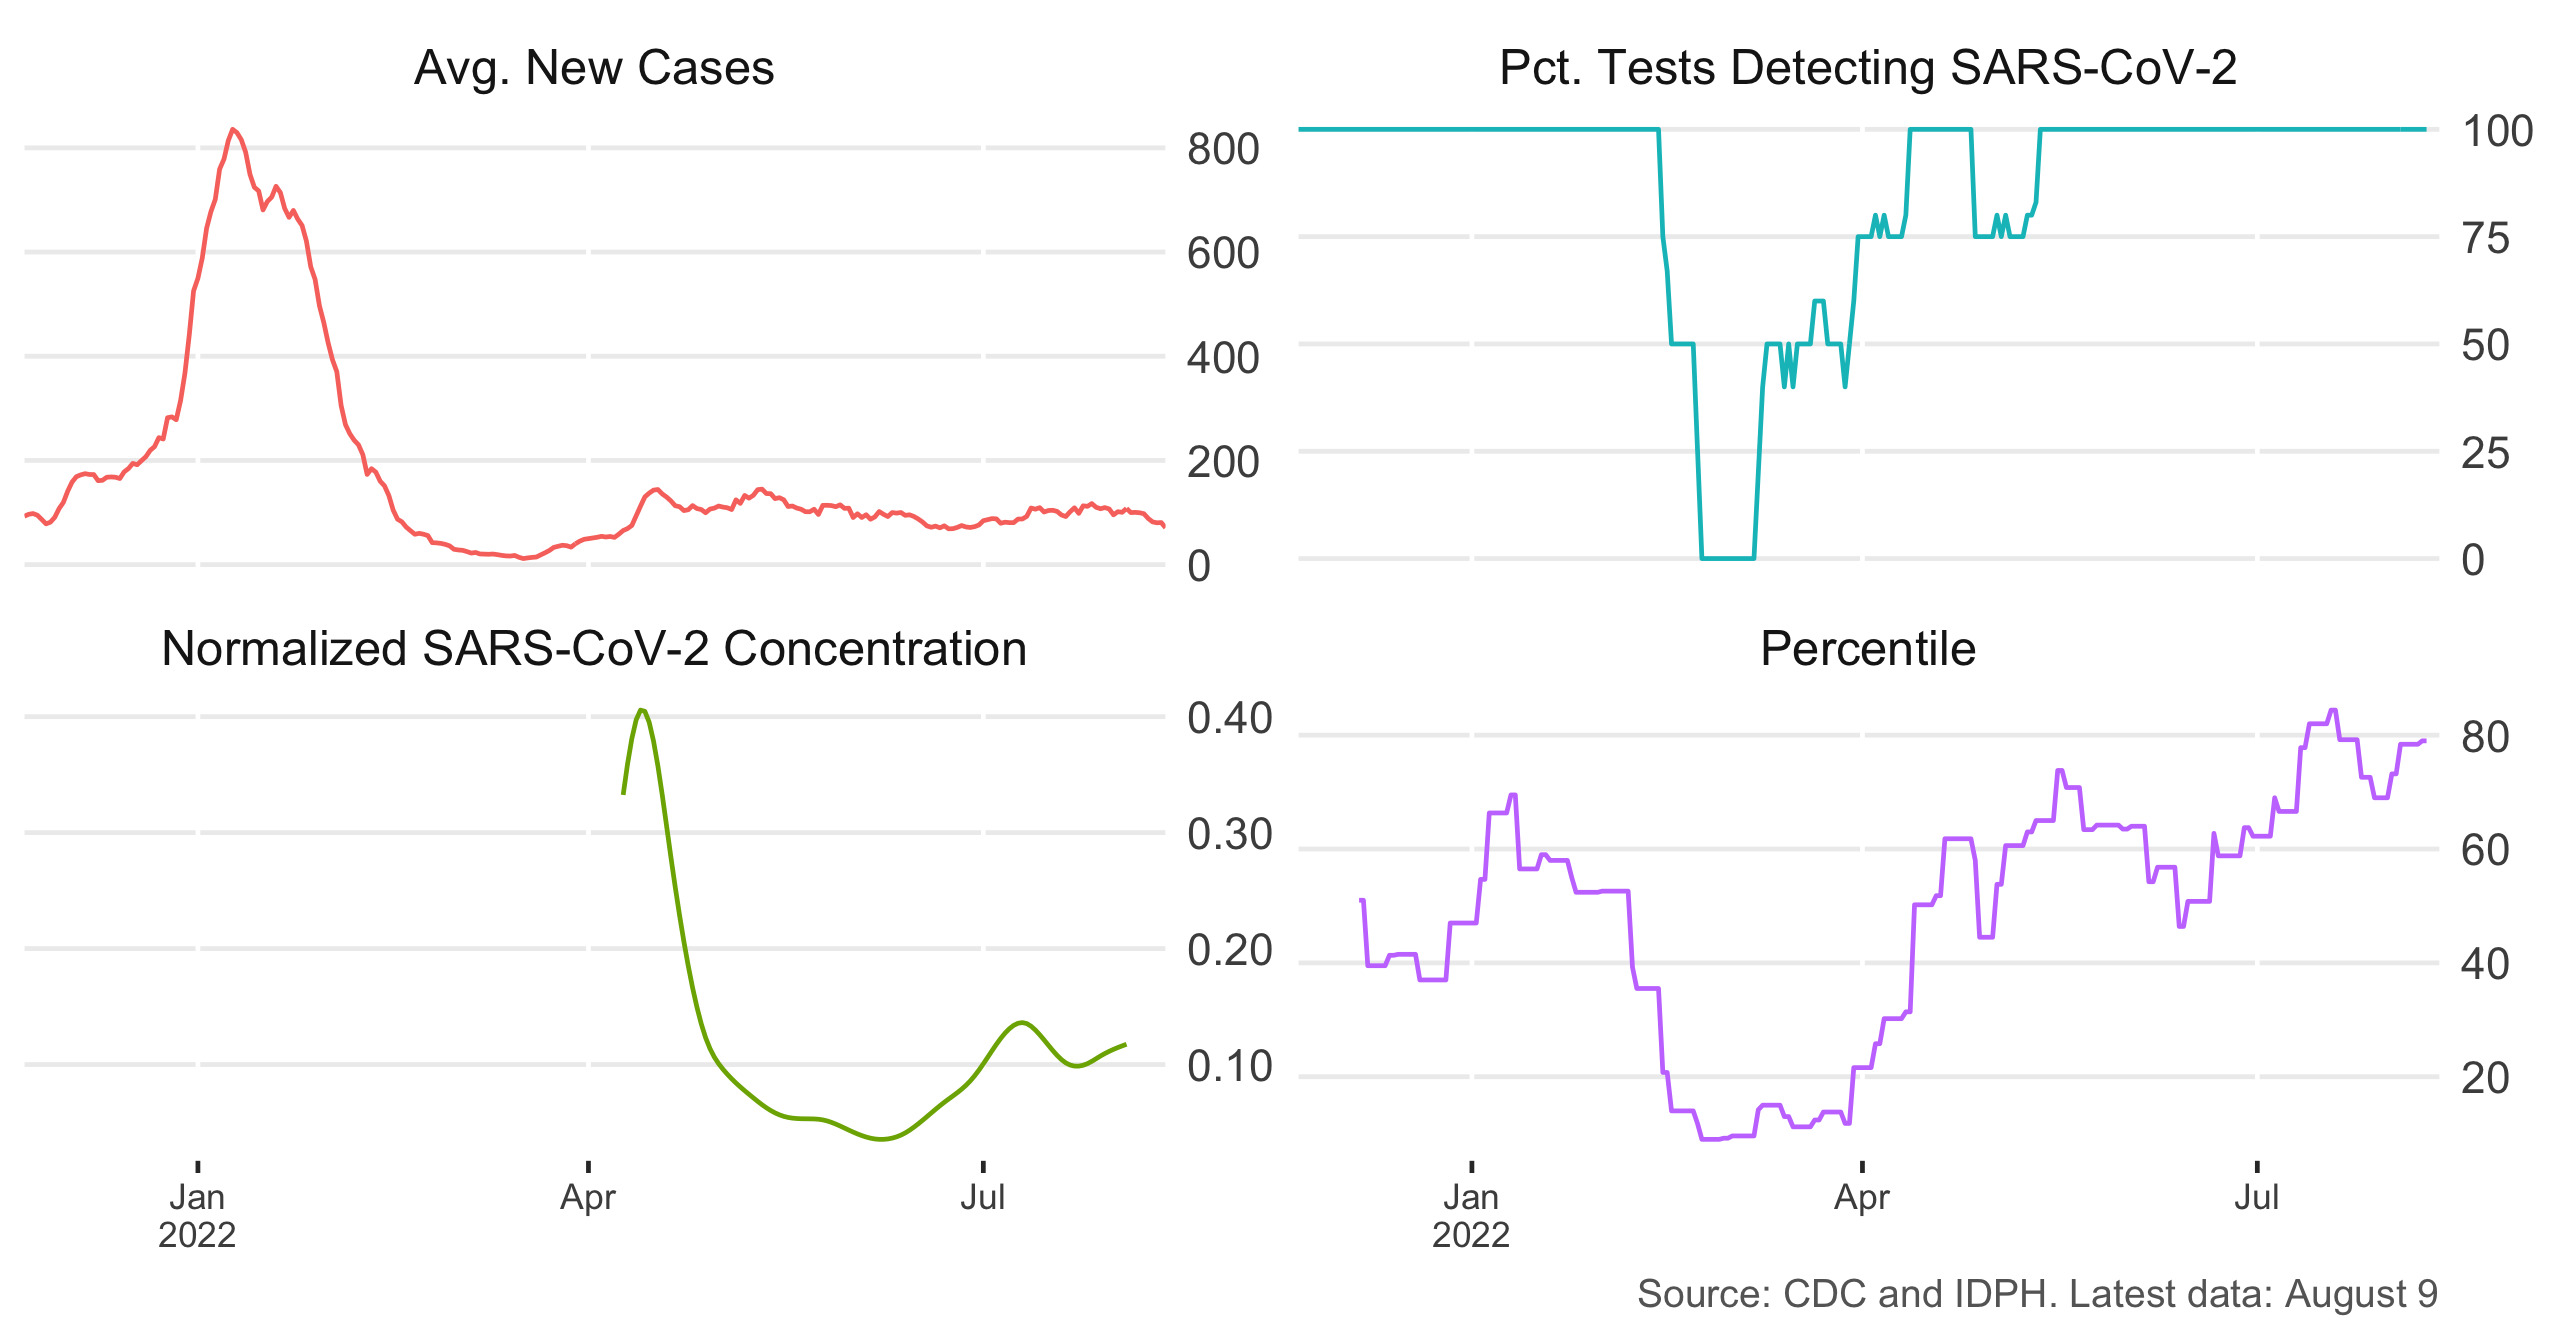 Avg. New Cases
800
600
400
200
0
Pct. Tests Detecting SARS-CoV-2
100
75
50
25
0
Normalized SARS-CoV-2 Concentration
0.40
0.30
0.20
0.10
Jan
2022
Apr
Jul
Percentile
80
60
40
20
Jan
2022
Apr
Jul
Source: CDC and IDPH. Latest data: August 9